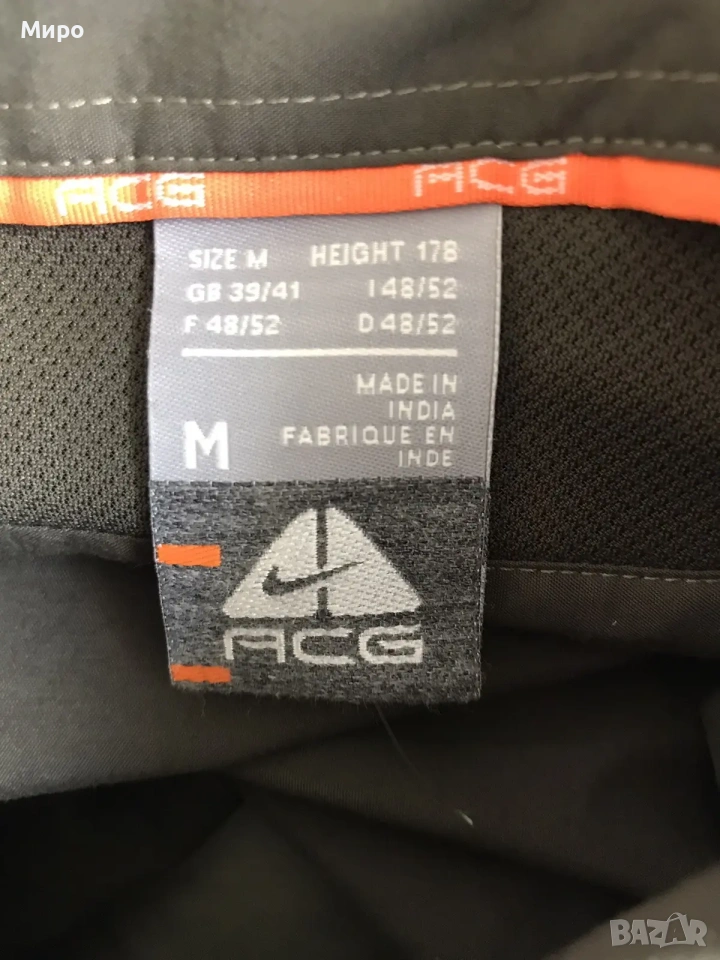 Миро
ACG ACG
SIZE M HEIGHT 178
GB 39/41 I 48/52
F 48/52 D 48/52
MADE IN
INDIA
M FABRIQUE EN
INDE
ACG
BAZAR